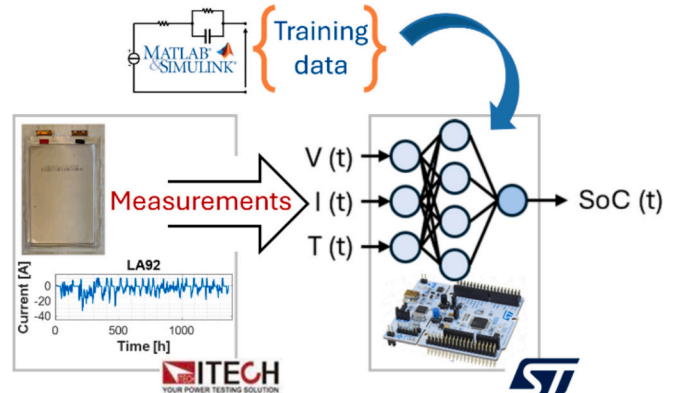 MATLAB
&SIMULINK®
Training
data
Measurements
V (t)
I (t)
T (t)
SoC (t)
LA92
Current [A]
0
-20
-40
0
500
1000
Time [h]
ITECH
YOUR POWER TESTING SOLUTION
ST